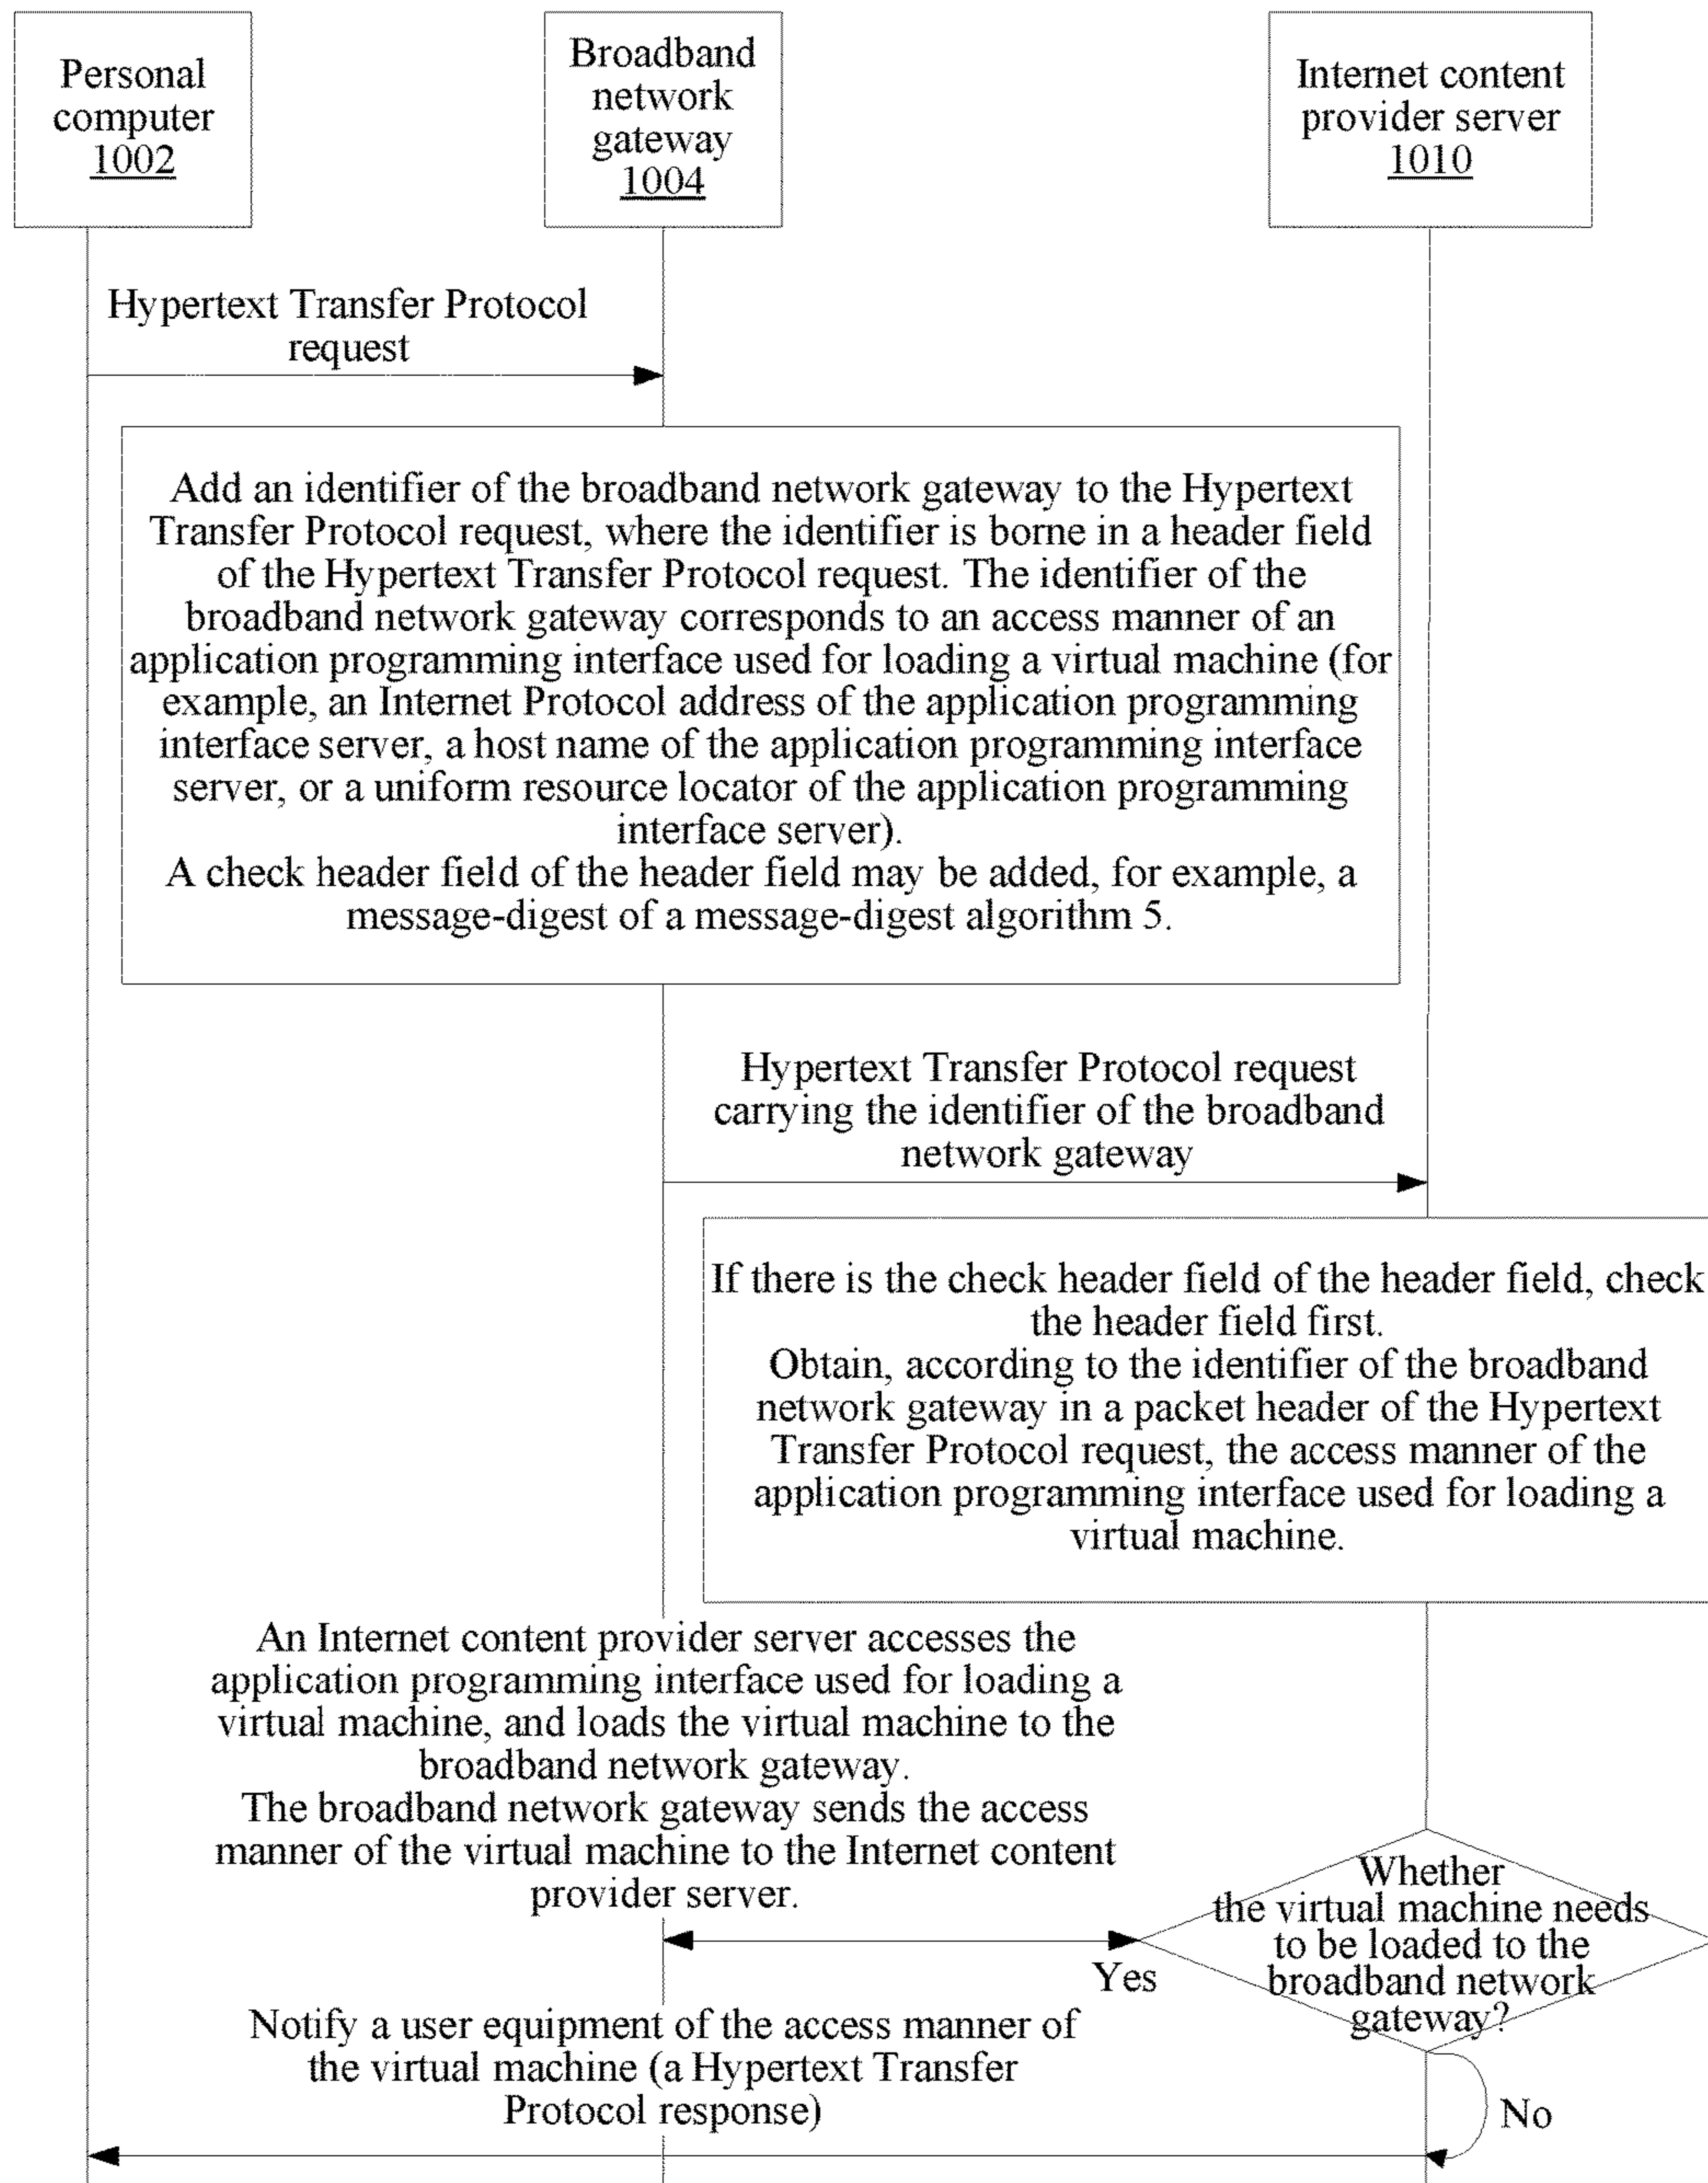 Personal
computer
1002
Broadband
network
gateway
1004
Internet content
provider server
1010
Hypertext Transfer Protocol
request
Add an identifier of the broadband network gateway to the Hypertext
Transfer Protocol request, where the identifier is borne in a header field
of the Hypertext Transfer Protocol request. The identifier of the
broadband network gateway corresponds to an access manner of an
application programming interface used for loading a virtual machine (for
example, an Internet Protocol address of the application programming
interface server, a host name of the application programming interface
server, or a uniform resource locator of the application programming
interface server).
A check header field of the header field may be added, for example, a
message-digest of a message-digest algorithm 5.
Hypertext Transfer Protocol request
carrying the identifier of the broadband
network gateway
If there is the check header field of the header field, check
the header field first.
Obtain, according to the identifier of the broadband
network gateway in a packet header of the Hypertext
Transfer Protocol request, the access manner of the
application programming interface used for loading a
virtual machine.
An Internet content provider server accesses the
application programming interface used for loading a
virtual machine, and loads the virtual machine to the
broadband network gateway.
The broadband network gateway sends the access
manner of the virtual machine to the Internet content
provider server.
Whether
the virtual machine needs
to be loaded to the
broadband network
gateway?
Yes
Notify a user equipment of the access manner of
the virtual machine (a Hypertext Transfer
Protocol response)
No